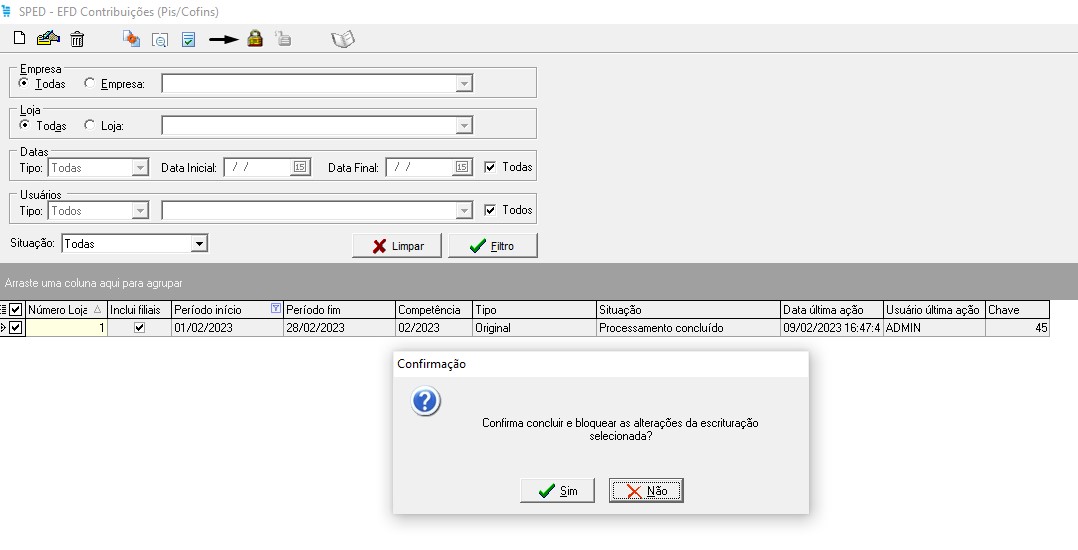 SPED - EFD Contribuições (Pis/Cofins)
Empresa
Todas Empresa:
Loja
Todas Loja:
Datas
Tipo: Todas Data Inicial: / / 15 Data Final: / / 15 Todas
Usuários
Tipo: Todos Todos
Situação: Todas Limpar Filtro
Arraste uma coluna aqui para agrupar
Número Loja Inclui filiais Período início Período fim Competência Tipo Situação Data última ação Usuário última ação Chave
1 01/02/2023 28/02/2023 02/2023 Original Processamento concluído 09/02/2023 16:47:4 ADMIN 45
Confirmação
Confirma concluir e bloquear as alterações da escrituração
selecionada?
Sim Não